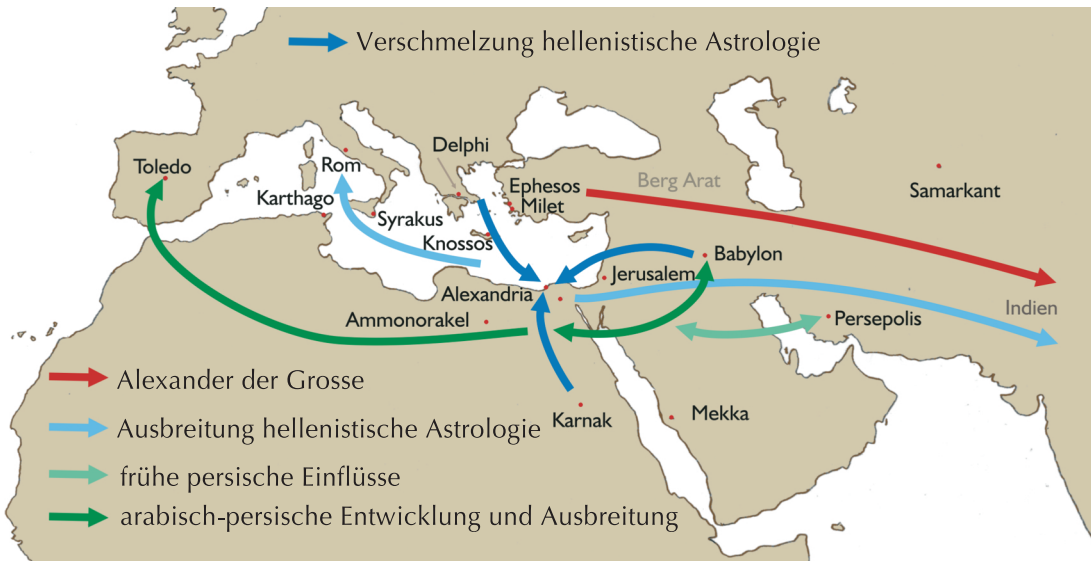 Verschmelzung hellenistische Astrologie
Delphi
Toledo
Rom
Ephesos
Berg Arat
Milet
Samarkant
Karthago
Syrakus
Knossos
Babylon
Jerusalem
Alexandria
Indien
Ammonorakel
Persepolis
Alexander der Grosse
Karnak
Mekka
Ausbreitung hellenistische Astrologie
frühe persische Einflüsse
arabisch-persische Entwicklung und Ausbreitung